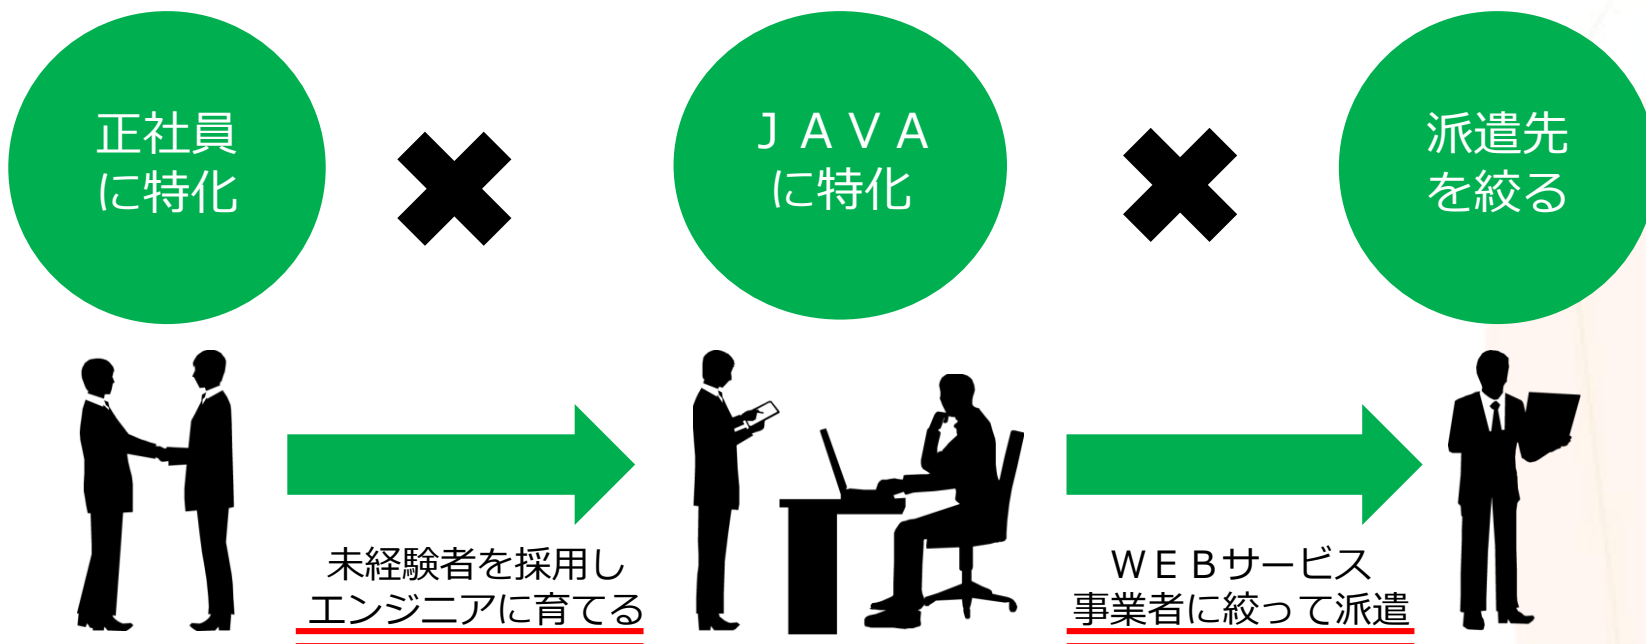 正社員
に特化
ＪＡＶＡ
に特化
派遣先
を絞る
未経験者を採用し
エンジニアに育てる
ＷＥＢサービス
事業者に絞って派遣